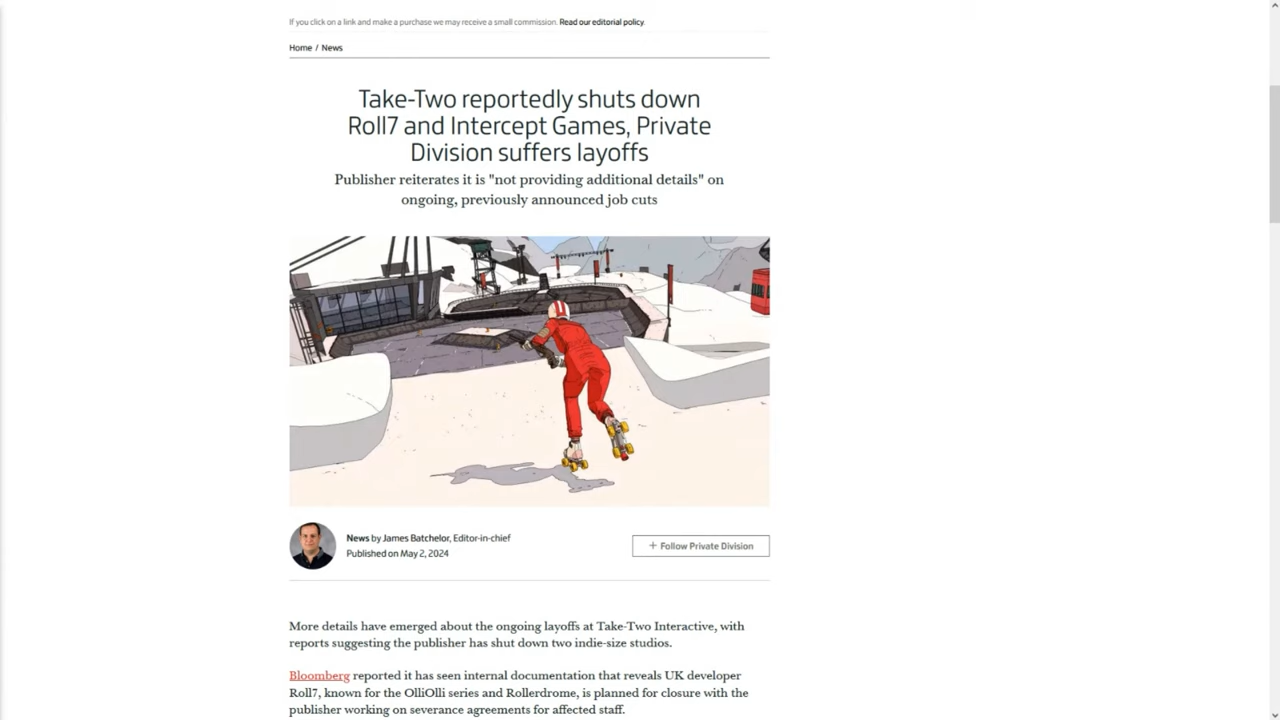 If you click on a link and make a purchase we may receive a small commission. Read our editorial policy.
Home / News
Take-Two reportedly shuts down
Roll7 and Intercept Games, Private
Division suffers layoffs
Publisher reiterates it is "not providing additional details" on
ongoing, previously announced job cuts
News by James Batchelor, Editor-in-chief
Published on May 2, 2024
+ Follow Private Division
More details have emerged about the ongoing layoffs at Take-Two Interactive, with
reports suggesting the publisher has shut down two indie-size studios.
Bloomberg reported it has seen internal documentation that reveals UK developer
Roll7, known for the OlliOlli series and Rollerdrome, is planned for closure with the
publisher working on severance agreements for affected staff.